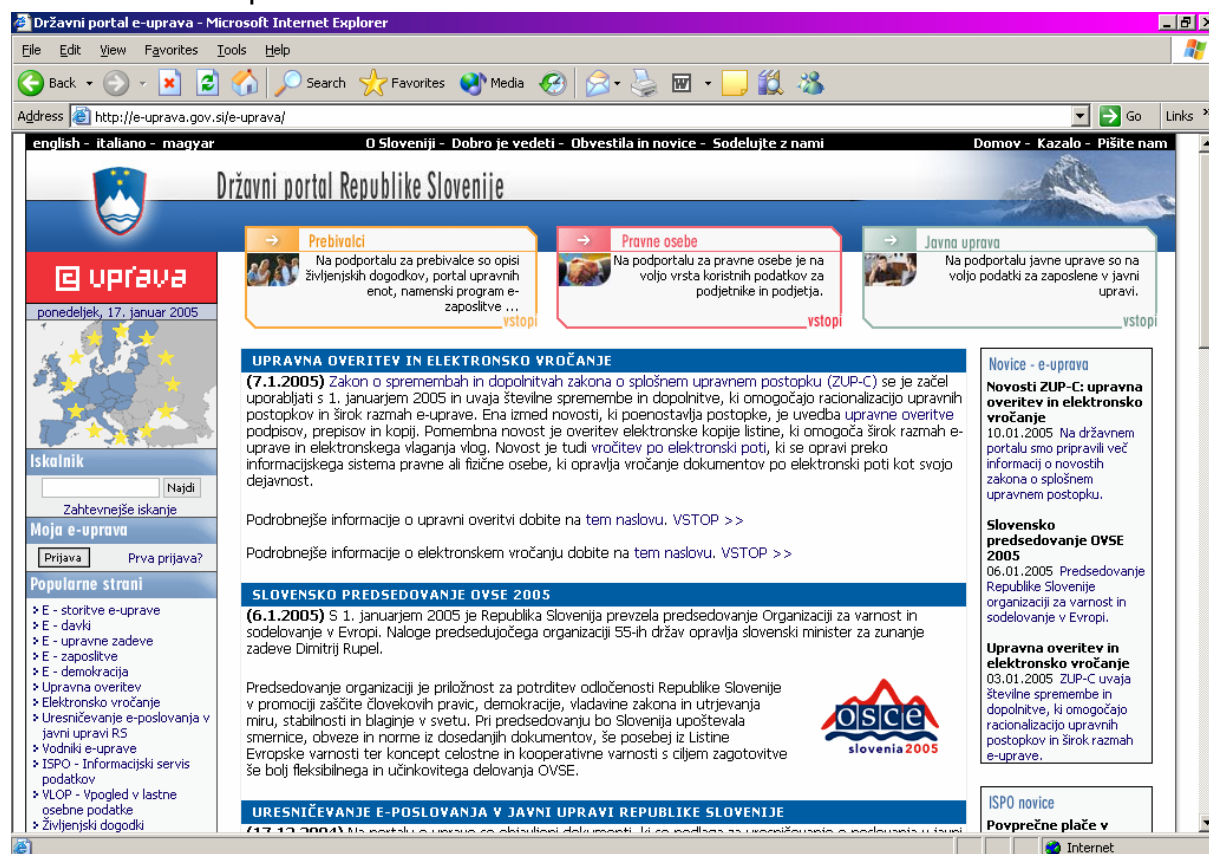 Državni portal e-uprava - Microsoft Internet Explorer
File Edit View Favorites Tools Help
Back Search Favorites Media
Address http://e-uprava.gov.si/e-uprava/ Go Links
english - italiano - magyar O Sloveniji - Dobro je vedeti - Obvestila in novice - Sodelujte z nami Domov - Kazalo - Pišite nam
Državni portal Republike Slovenije
Prebivalci
Na podportalu za prebivalce so opisi
življenjskih dogodkov, portal upravnih
enot, namenski program e-
zaposlitve ...
vstopi
Pravne osebe
Na podportalu za pravne osebe je na
voljo vrsta koristnih podatkov za
podjetnike in podjetja.
vstopi
Javna uprava
Na podportalu javne uprave so na
voljo podatki za zaposlene v javni
upravi.
vstopi
e uprava
ponedeljek, 17. januar 2005
Iskalnik
Najdi
Zahtevnejše iskanje
Moja e-uprava
Prijava Prva prijava?
Popularne strani
E - storitve e-uprave
E - davki
E - upravne zadeve
E - zaposlitve
E - demokracija
Upravna overitev
Elektronsko vročanje
Uresničevanje e-poslovanja v
javni upravi RS
Vodniki e-uprave
ISPO - Informacijski servis
podatkov
VLOP - Vpogled v lastne
osebne podatke
Življenjski dogodki
UPRAVNA OVERITEV IN ELEKTRONSKO VROČANJE
(7.1.2005) Zakon o spremembah in dopolnitvah zakona o splošnem upravnem postopku (ZUP-C) se je začel
uporabljati s 1. januarjem 2005 in uvaja številne spremembe in dopolnitve, ki omogočajo racionalizacijo upravnih
postopkov in širok razmah e-uprave. Ena izmed novosti, ki poenostavlja postopke, je uvedba upravne overitve
podpisov, prepisov in kopij. Pomembna novost je overitev elektronske kopije listine, ki omogoča širok razmah e-
uprave in elektronskega vlaganja vlog. Novost je tudi vročitev po elektronski poti, ki se opravi preko
informacijskega sistema pravne ali fizične osebe, ki opravlja vročanje dokumentov po elektronski poti kot svojo
dejavnost.
Podrobnejše informacije o upravni overitvi dobite na tem naslovu. VSTOP >>
Podrobnejše informacije o elektronskem vročanju dobite na tem naslovu. VSTOP >>
SLOVENSKO PREDSEDOVANJE OVSE 2005
(6.1.2005) S 1. januarjem 2005 je Republika Slovenija prevzela predsedovanje Organizaciji za varnost in
sodelovanje v Evropi. Naloge predsedujočega organizaciji 55-ih držav opravlja slovenski minister za zunanje
zadeve Dimitrij Rupel.
Predsedovanje organizaciji je priložnost za potrditev odločenosti Republike Slovenije
v promociji zaščite človekovih pravic, demokracije, vladavine zakona in utrjevanja
miru, stabilnosti in blaginje v svetu. Pri predsedovanju bo Slovenija upoštevala
smernice, obveze in norme iz dosedanjih dokumentov, še posebej iz Listine
Evropske varnosti ter koncept celostne in kooperativne varnosti s ciljem zagotovitve
še bolj fleksibilnega in učinkovitega delovanja OVSE.
osce
slovenia2005
URESNIČEVANJE E-POSLOVANJA V JAVNI UPRAVI REPUBLIKE SLOVENIJE
Novice - e-uprava
Novosti ZUP-C: upravna
overitev in elektronsko
vročanje
10.01.2005 Na državnem
portalu smo pripravili več
informacij o novostih
zakona o splošnem
upravnem postopku.
Slovensko
predsedovanje OVSE
2005
06.01.2005 Predsedovanje
Republike Slovenije
organizaciji za varnost in
sodelovanje v Evropi.
Upravna overitev in
elektronsko vročanje
03.01.2005 ZUP-C uvaja
številne spremembe in
dopolnitve, ki omogočajo
racionalizacijo upravnih
postopkov in širok razmah
e-uprave.
ISPO novice
Povprečne plače v
Internet